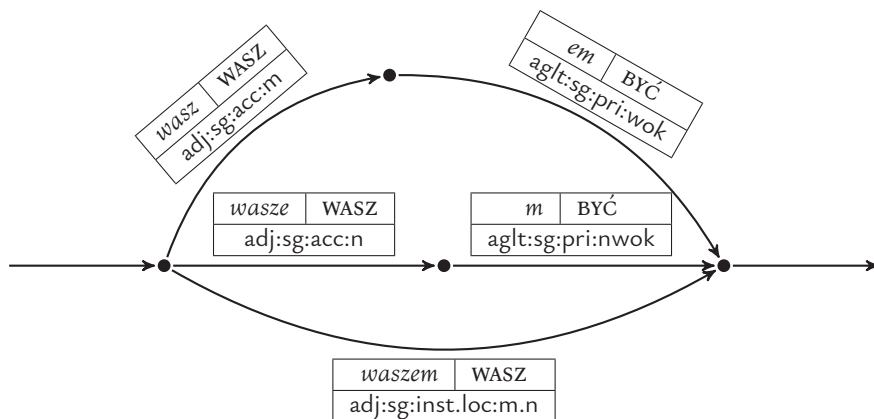 wasz WASZ
adj:sg:acc:m
em BYĆ
aglt:sg:pri:wok
wasze WASZ
adj:sg:acc:n
m BYĆ
aglt:sg:pri:nwok
waszem WASZ
adj:sg:inst.loc:m.n